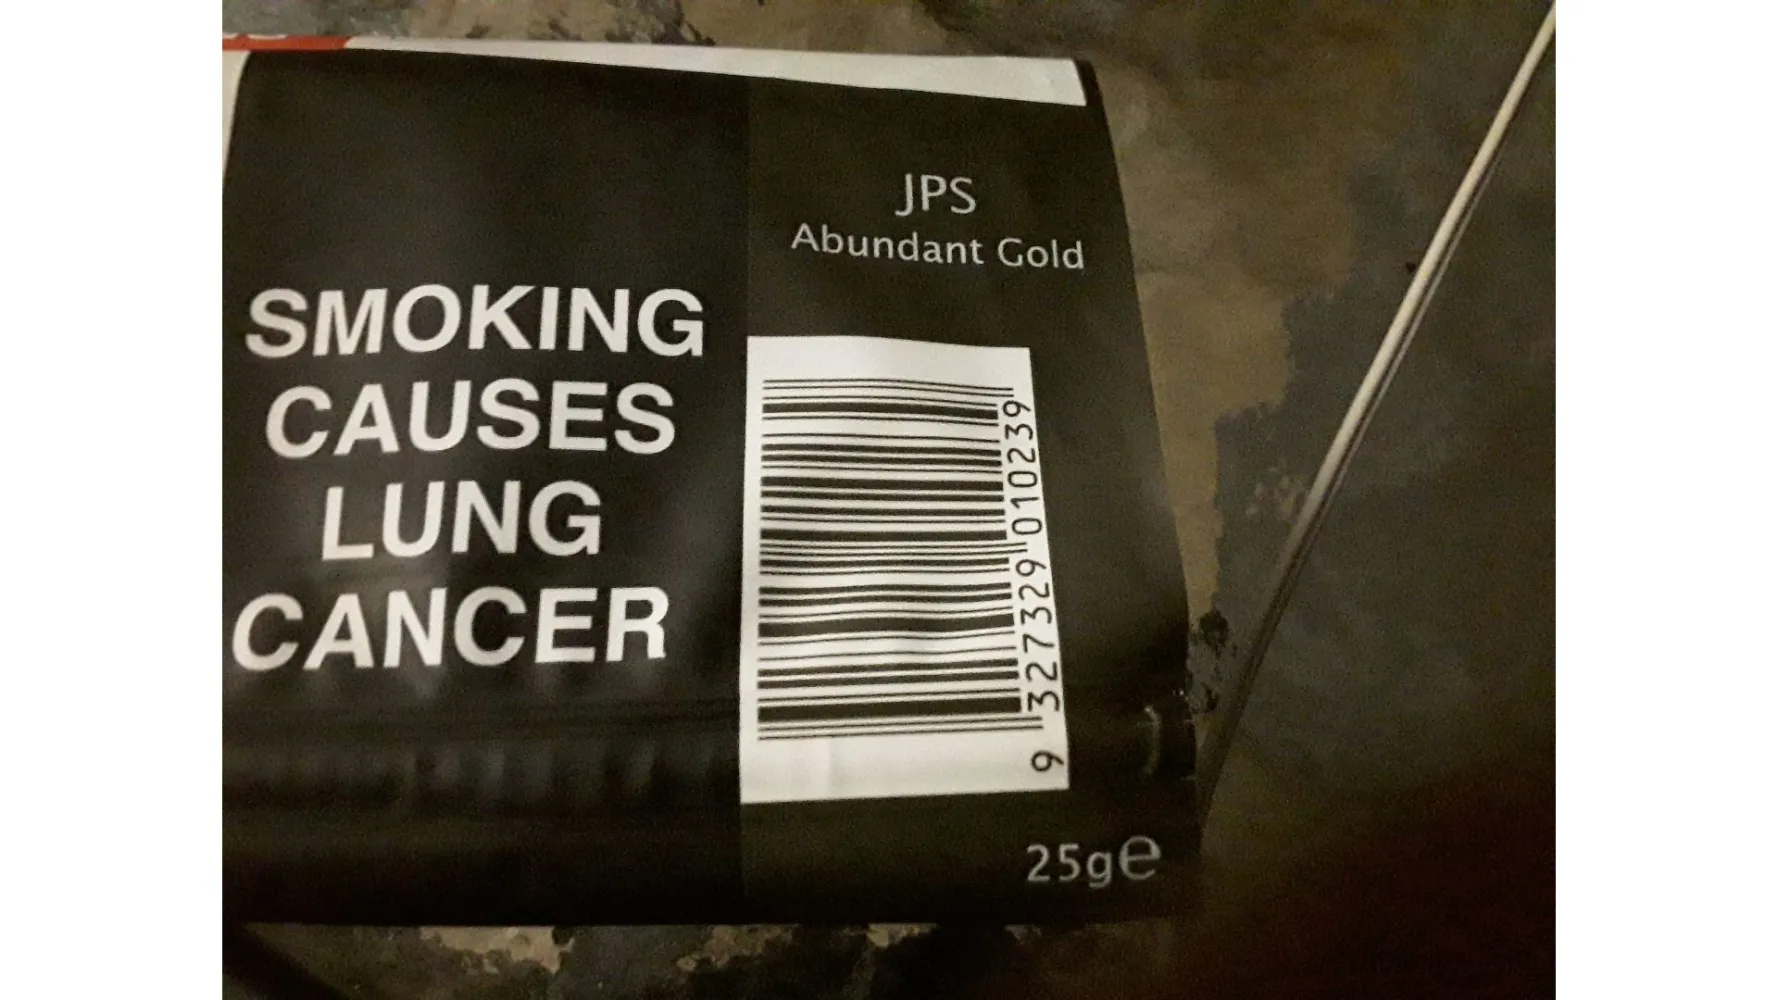 SMOKING
CAUSES
LUNG
CANCER
JPS
Abundant Gold
9 327329 010239
25g℮